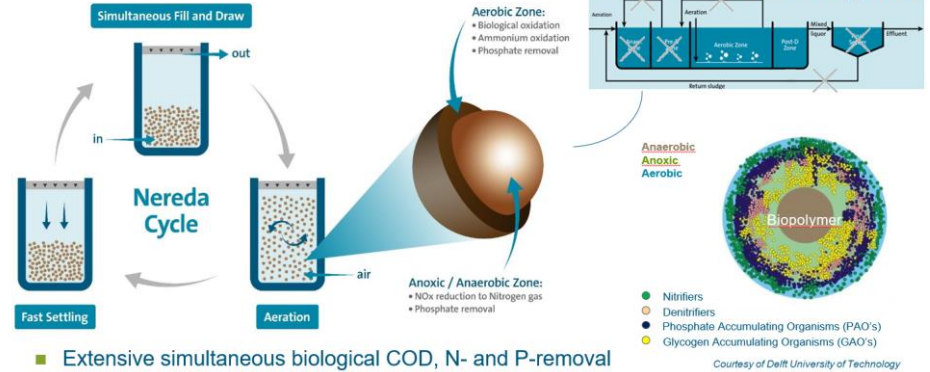 Simultaneous Fill and Draw
out
in
Nereda
Cycle
air
Fast Settling
Aeration
Aerobic Zone:
• Biological oxidation
• Ammonium oxidation
• Phosphate removal
Anoxic / Anaerobic Zone:
• NOx reduction to Nitrogen gas
• Phosphate removal
Aeration
Aeration
Aerobic Zone
Post-D
Zone
Mixed
liquor
Effluent
Return sludge
Anaerobic
Anoxic
Aerobic
Biopolymer
Nitrifiers
Denitrifiers
Phosphate Accumulating Organisms (PAO's)
Glycogen Accumulating Organisms (GAO's)
Extensive simultaneous biological COD, N- and P-removal
Courtesy of Delft University of Technology